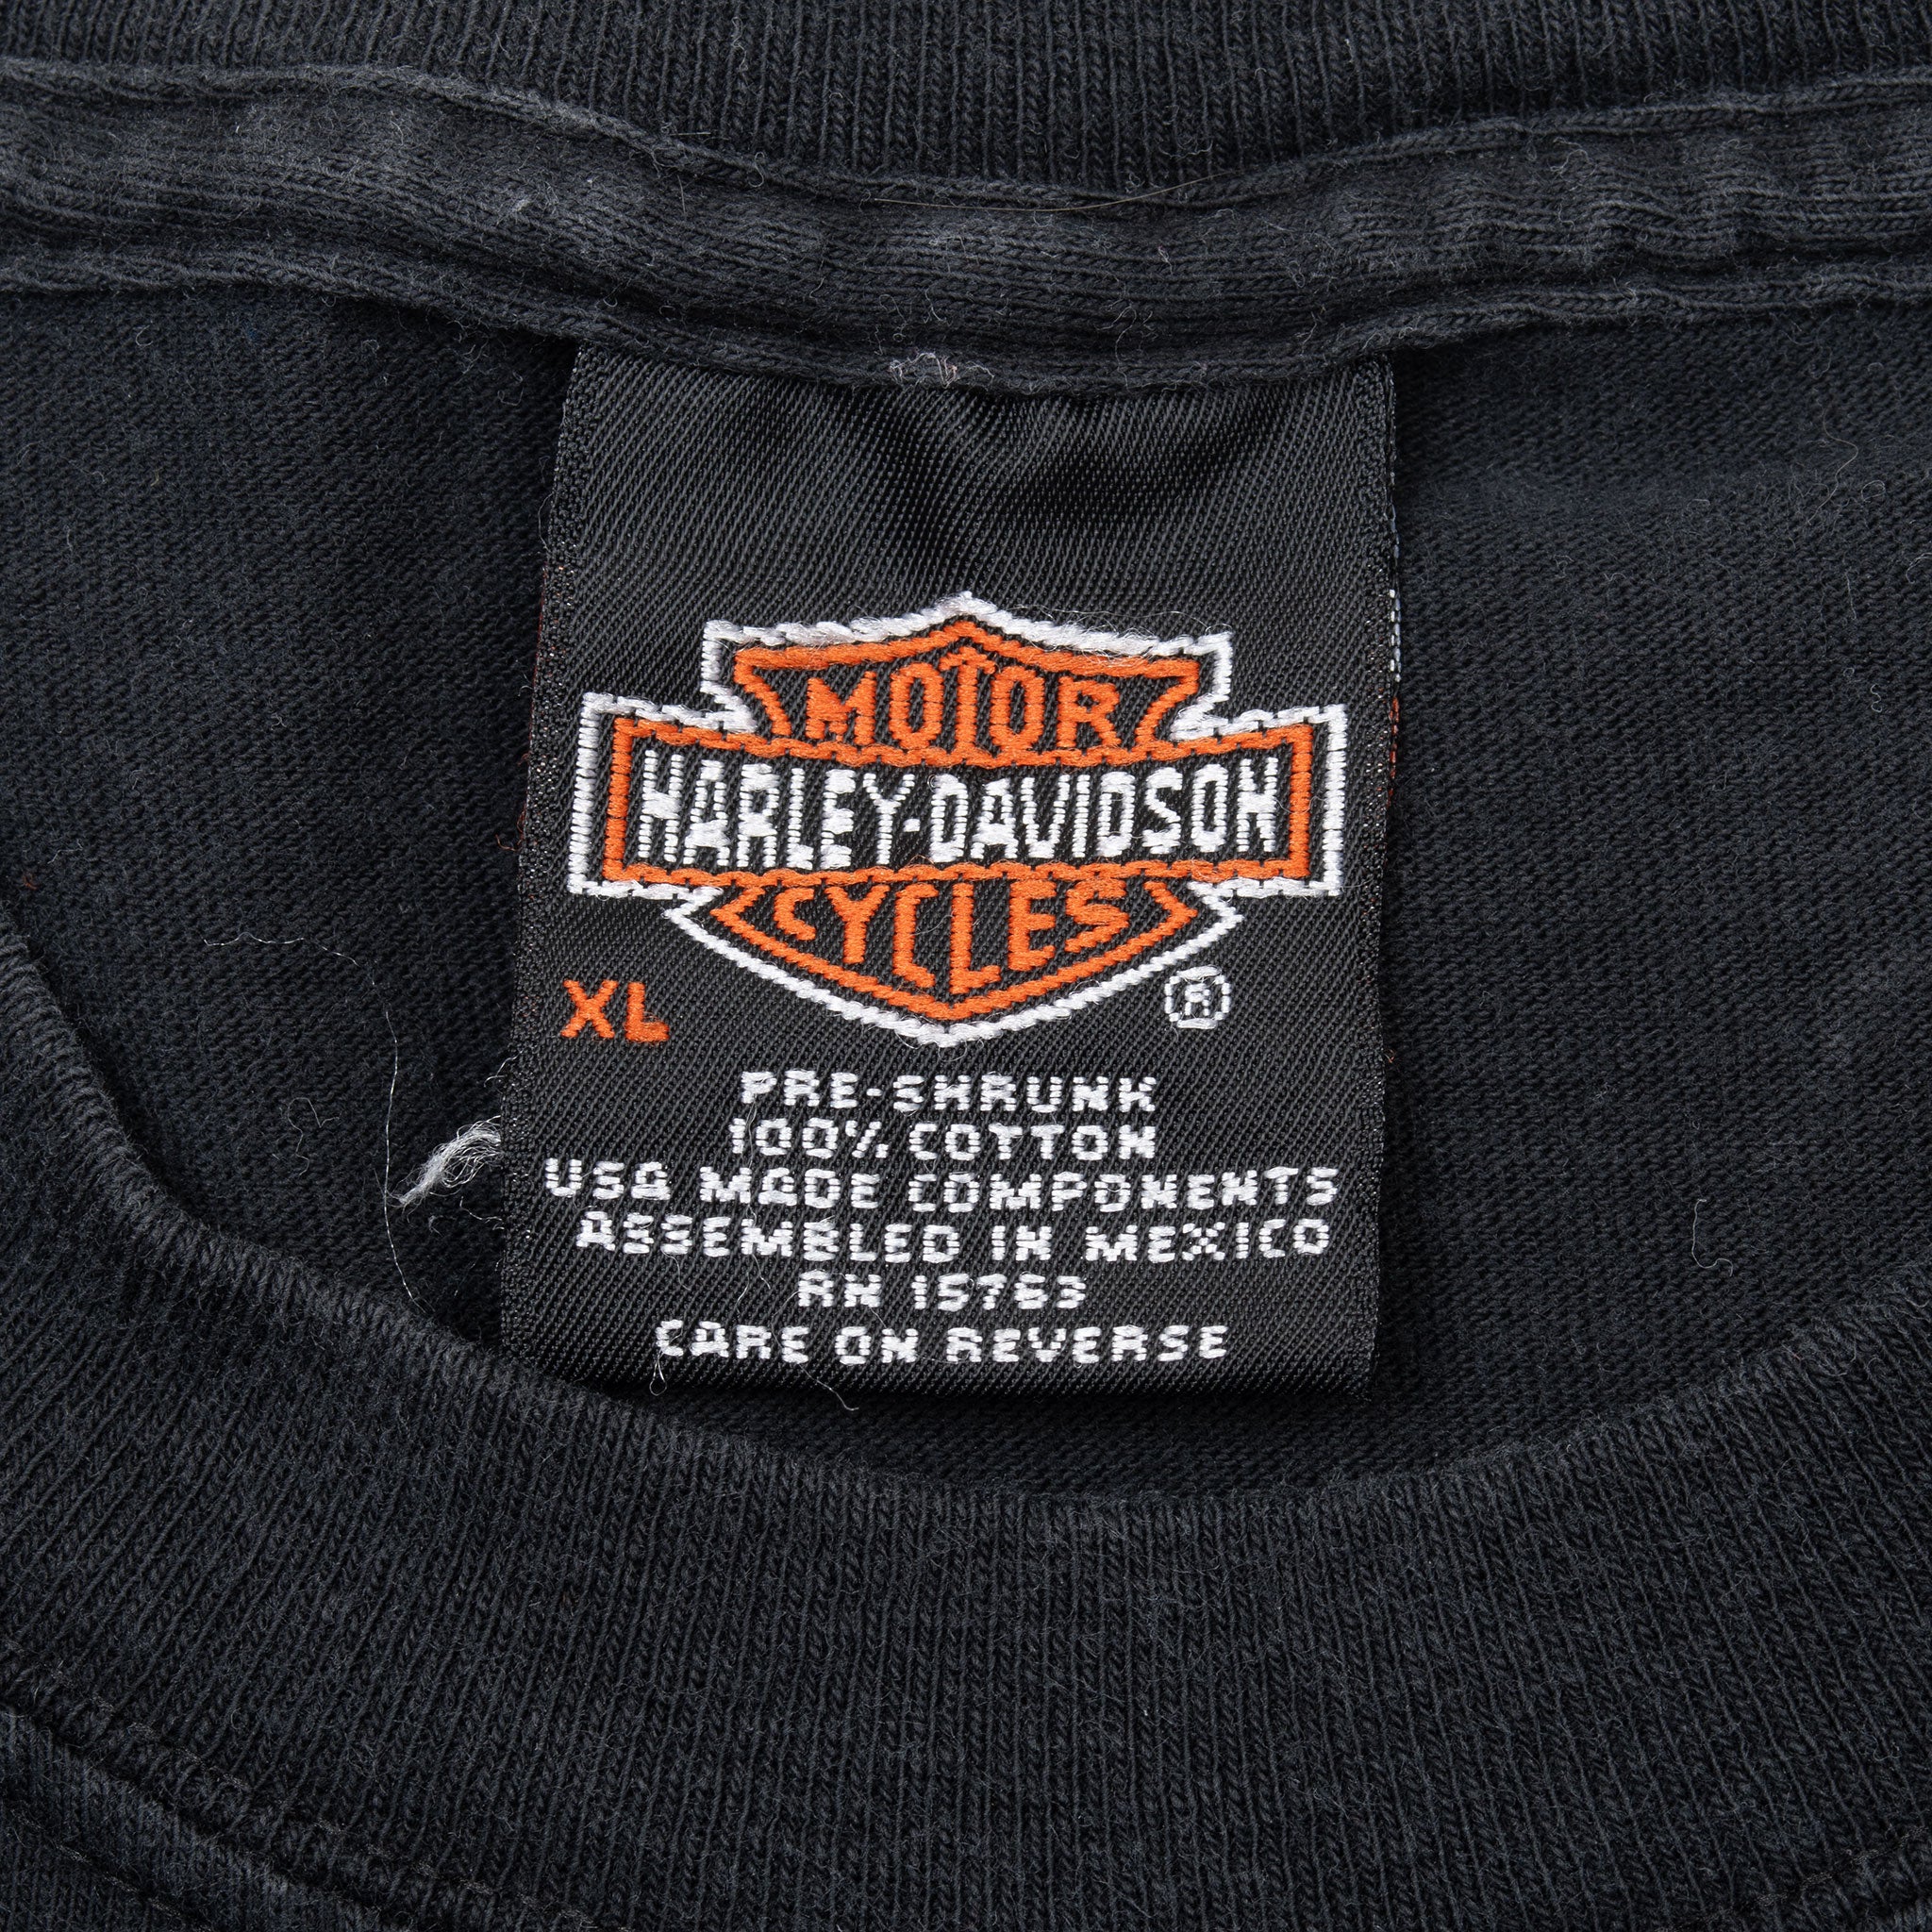 MOTOR
HARLEY-DAVIDSON
CYCLES
XL ®
PRE-SHRUNK
100% COTTON
USA MADE COMPONENTS
ASSEMBLED IN MEXICO
RN 15763
CARE ON REVERSE